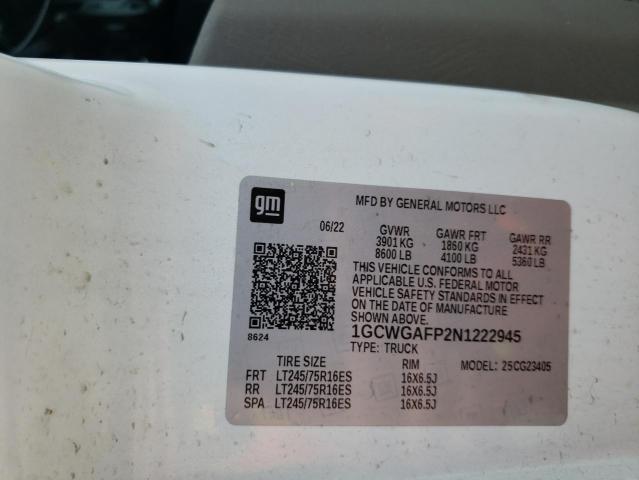 gm
MFD BY GENERAL MOTORS LLC
06/22 GVWR GAWR FRT GAWR RR
3901 KG 1860 KG 2431 KG
8600 LB 4100 LB 5360 LB
THIS VEHICLE CONFORMS TO ALL
APPLICABLE U.S. FEDERAL MOTOR
VEHICLE SAFETY STANDARDS IN EFFECT
ON THE DATE OF MANUFACTURE
SHOWN ABOVE.
1GCWGAFP2N1222945
8624 TYPE: TRUCK
TIRE SIZE RIM MODEL: 25CG23405
FRT LT245/75R16ES 16X6.5J
RR LT245/75R16ES 16X6.5J
SPA LT245/75R16ES 16X6.5J